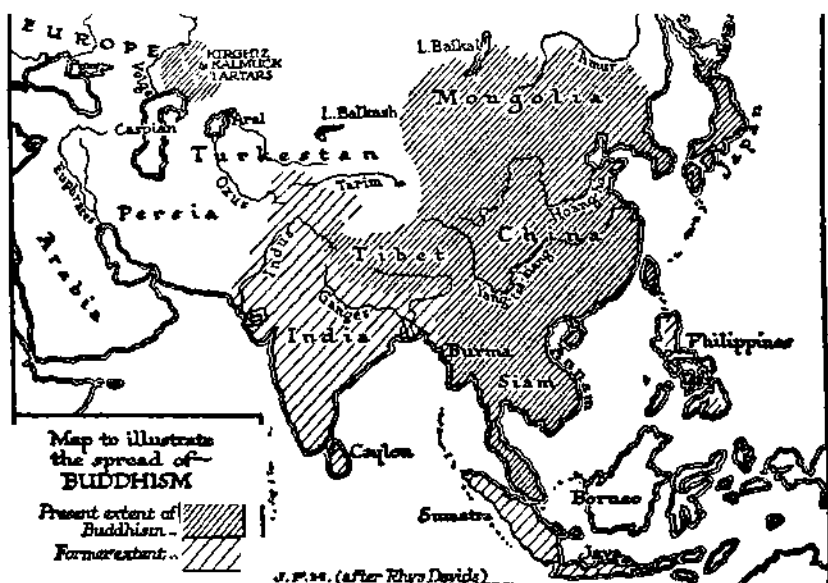 EUROPE
Volga
KIRGHIZ
& KALMUCK
TARTARS
L. Baikal
Amur
Mongolia
Caspian
Aral
L. Balkash
Turkestan
Oxus
Tarim
Japan
Euphrates
Persia
Hoang-ho
China
Arabia
Indus
Tibet
Yang-tse-kiang
Ganges
India
Burma
Siam
Annam
Philippines
Ceylon
Map to illustrate
the spread of
BUDDHISM
Present extent of
Buddhism
Former extent
Sumatra
Borneo
Java
J.F.H. (after Rhys Davids)